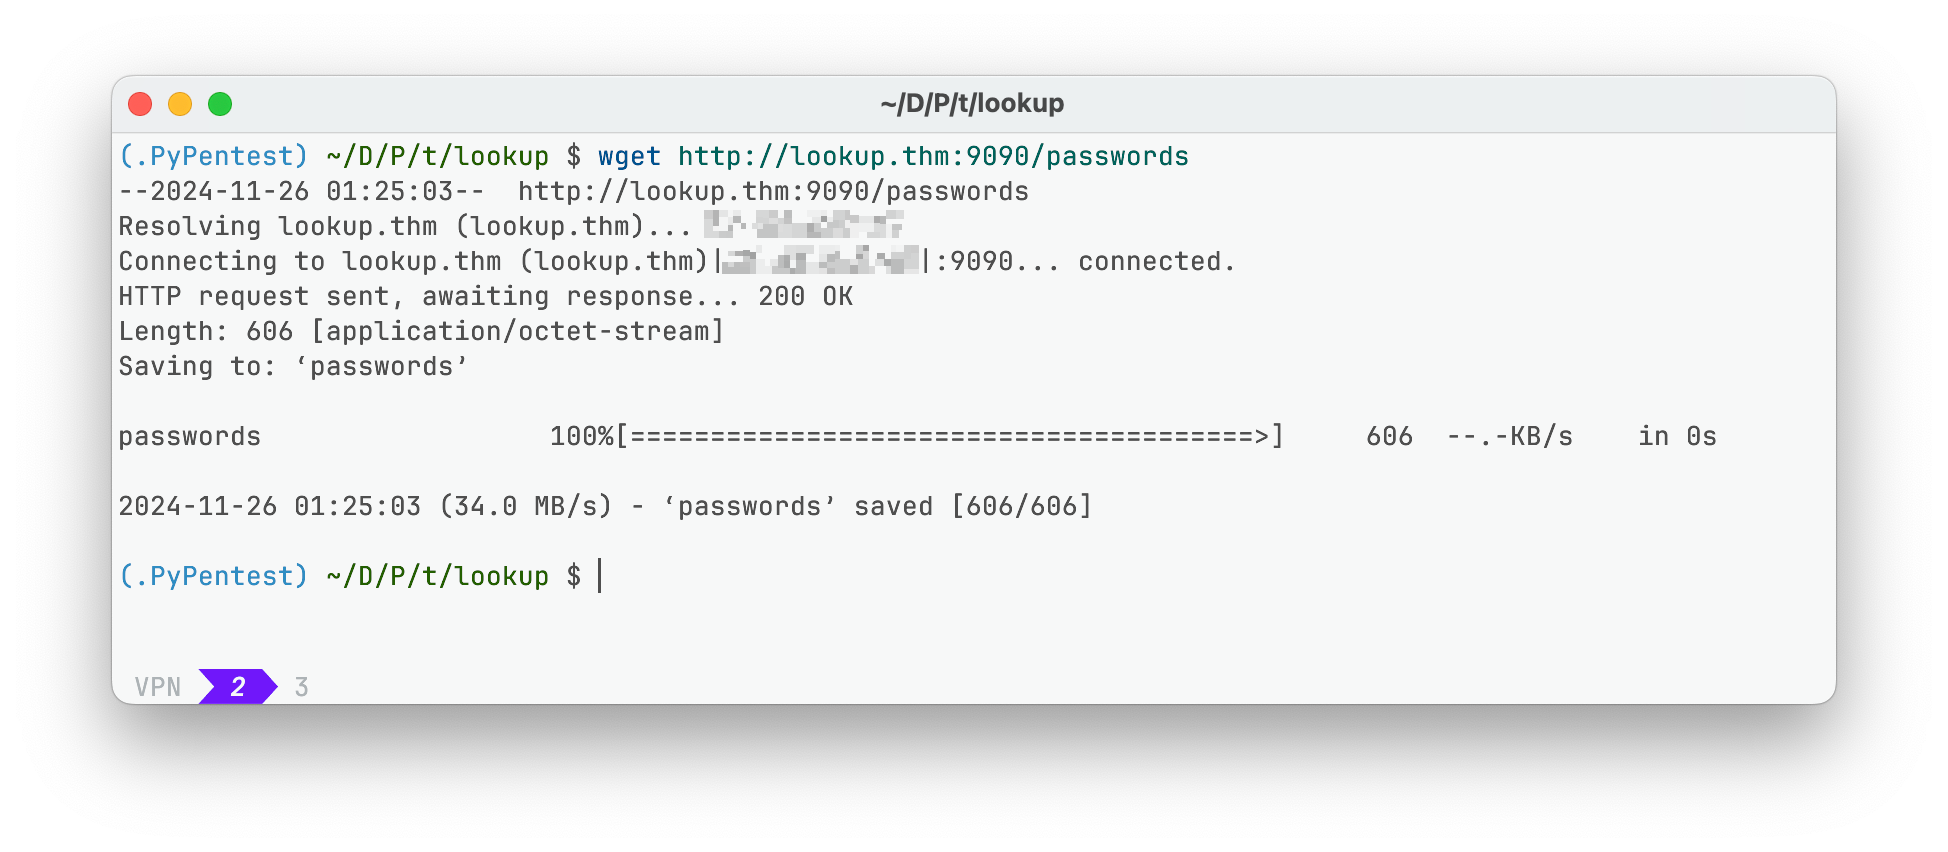 ~/D/P/t/lookup
(.PyPentest) ~/D/P/t/lookup $ wget http://lookup.thm:9090/passwords
--2024-11-26 01:25:03--  http://lookup.thm:9090/passwords
Resolving lookup.thm (lookup.thm)...
Connecting to lookup.thm (lookup.thm)||:9090... connected.
HTTP request sent, awaiting response... 200 OK
Length: 606 [application/octet-stream]
Saving to: ‘passwords’
passwords                  100%[=======================================>]     606  --.-KB/s    in 0s
2024-11-26 01:25:03 (34.0 MB/s) - ‘passwords’ saved [606/606]
(.PyPentest) ~/D/P/t/lookup $
VPN 2 3